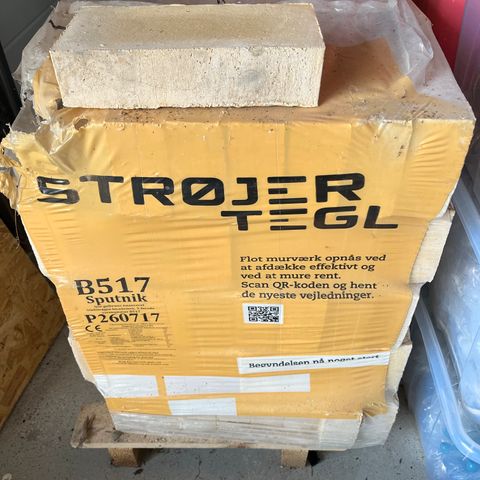 STRØJER
TEGL
Flot murværk opnås ved
at afdække effektivt og
ved at mure rent.
Scan QR-koden og hent
de nyeste vejledninger.
B517
Sputnik
P260717
CE
Begyndelsen på noget stort